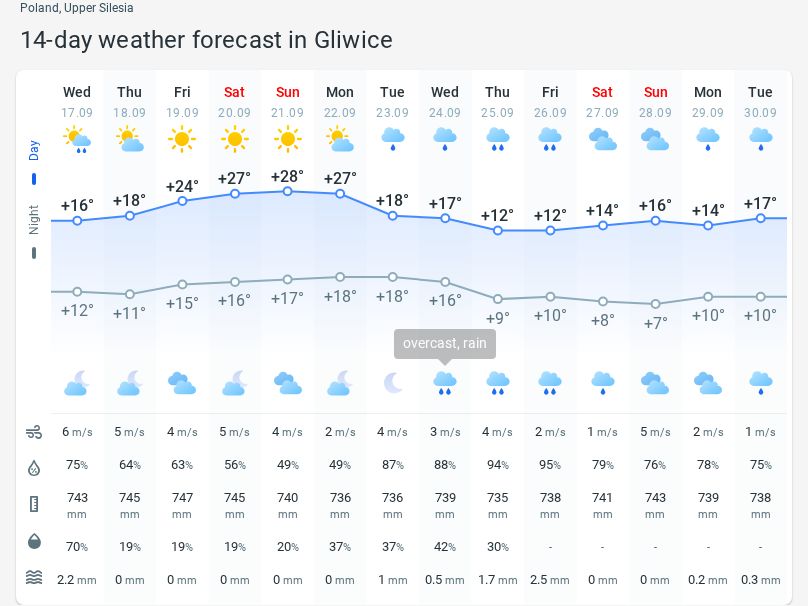 Poland, Upper Silesia
14-day weather forecast in Gliwice
Wed Thu Fri Sat Sun Mon Tue Wed Thu Fri Sat Sun Mon Tue
17.09 18.09 19.09 20.09 21.09 22.09 23.09 24.09 25.09 26.09 27.09 28.09 29.09 30.09
Day
+16° +18° +24° +27° +28° +27° +18° +17° +12° +12° +14° +16° +14° +17°
Night
+12° +11° +15° +16° +17° +18° +18° +16° +9° +10° +8° +7° +10° +10°
overcast, rain
6 m/s 5 m/s 4 m/s 5 m/s 4 m/s 2 m/s 4 m/s 3 m/s 4 m/s 2 m/s 1 m/s 5 m/s 2 m/s 1 m/s
75% 64% 63% 56% 49% 49% 87% 88% 94% 95% 79% 76% 78% 75%
743 745 747 745 740 736 736 739 735 738 741 743 739 738
mm mm mm mm mm mm mm mm mm mm mm mm mm mm
70% 19% 19% 19% 20% 37% 37% 42% 30% - - - - -
2.2 mm 0 mm 0 mm 0 mm 0 mm 0 mm 1 mm 0.5 mm 1.7 mm 2.5 mm 0 mm 0 mm 0.2 mm 0.3 mm